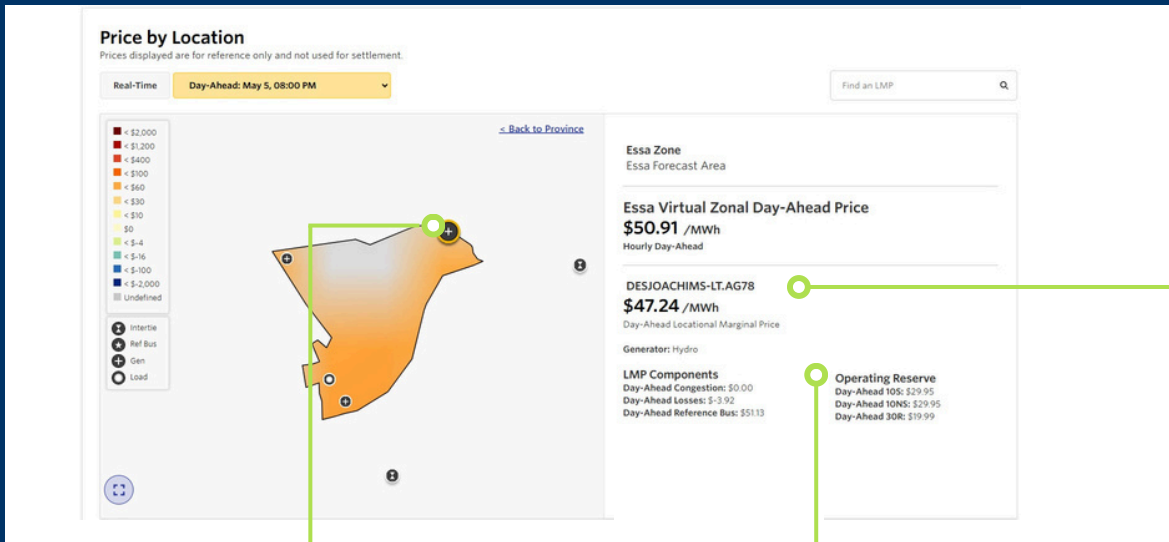 Price by Location
Prices displayed are for reference only and not used for settlement.
Real-Time
Day-Ahead: May 5, 08:00 PM
Find an LMP
< $2,000
< $1,200
< $400
< $100
< $60
< $30
< $10
$0
< $-4
< $-16
< $-100
< $-2,000
Undefined
Intertie
Ref Bus
Gen
Load
< Back to Province
Essa Zone
Essa Forecast Area
Essa Virtual Zonal Day-Ahead Price
$50.91 /MWh
Hourly Day-Ahead
DESJOACHIMS-LT.AG78
$47.24 /MWh
Day-Ahead Locational Marginal Price
Generator: Hydro
LMP Components
Day-Ahead Congestion: $0.00
Day-Ahead Losses: $-3.92
Day-Ahead Reference Bus: $51.13
Operating Reserve
Day-Ahead 10S: $29.95
Day-Ahead 10NS: $29.95
Day-Ahead 30R: $19.99